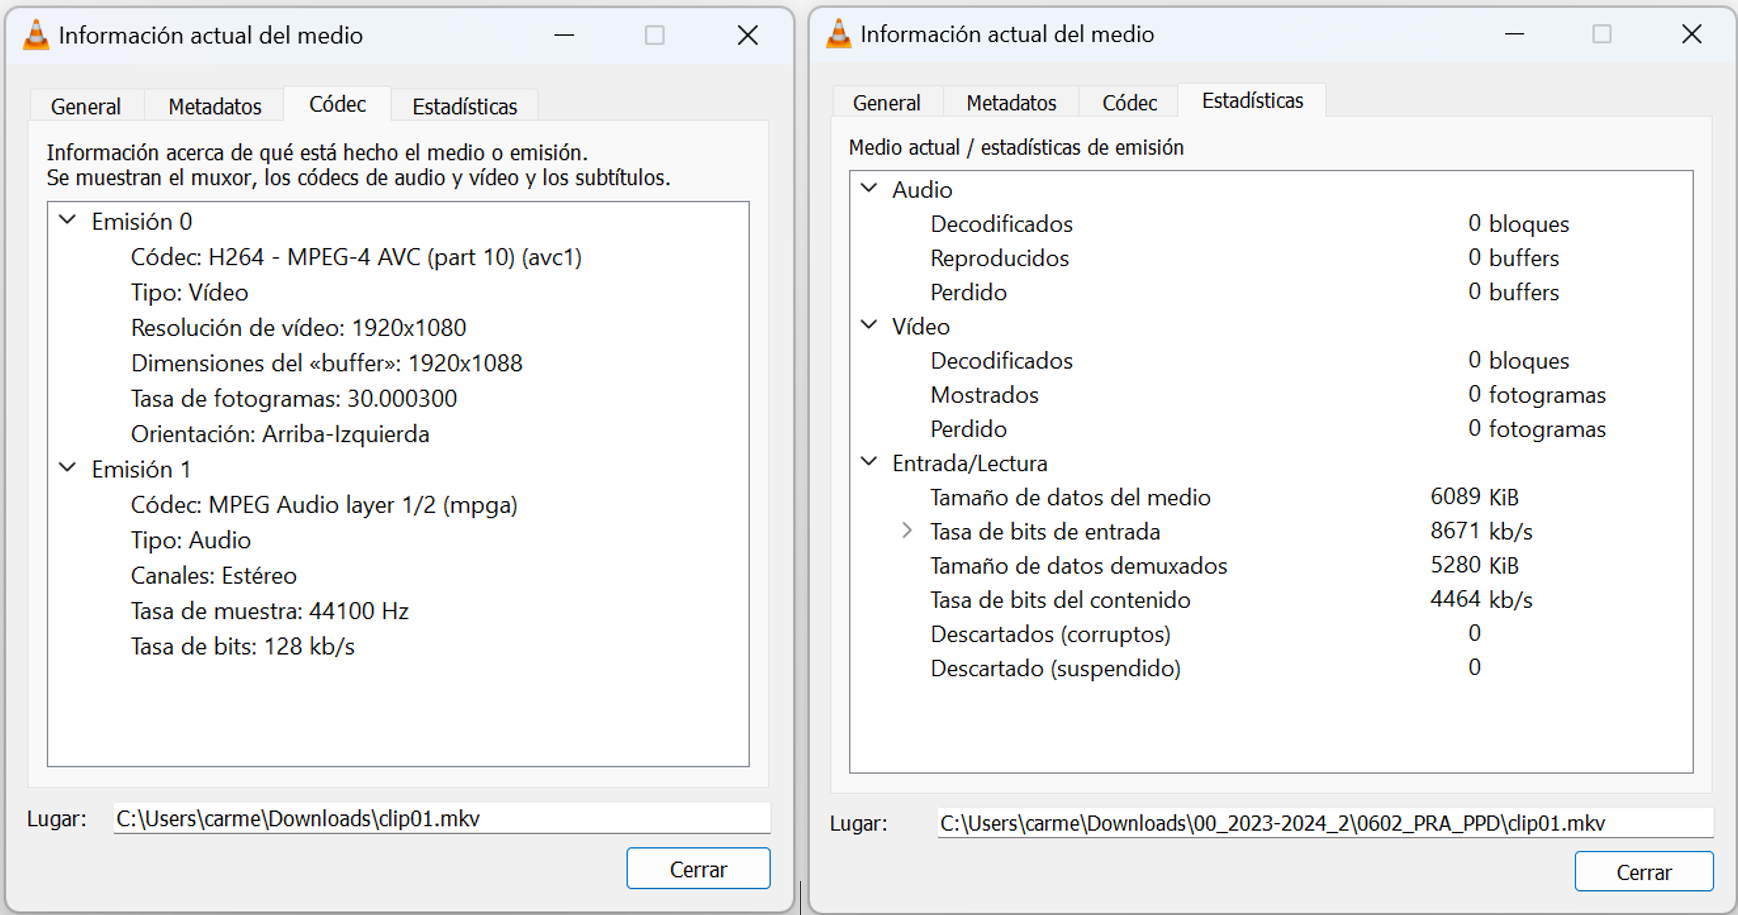 Información actual del medio
General Metadatos Códec Estadísticas
Información acerca de qué está hecho el medio o emisión.
Se muestran el muxor, los códecs de audio y vídeo y los subtítulos.
Emisión 0
Códec: H264 - MPEG-4 AVC (part 10) (avc1)
Tipo: Vídeo
Resolución de vídeo: 1920x1080
Dimensiones del «buffer»: 1920x1088
Tasa de fotogramas: 30.000300
Orientación: Arriba-Izquierda
Emisión 1
Códec: MPEG Audio layer 1/2 (mpga)
Tipo: Audio
Canales: Estéreo
Tasa de muestra: 44100 Hz
Tasa de bits: 128 kb/s
Lugar: C:\Users\carme\Downloads\clip01.mkv
Cerrar
Información actual del medio
General Metadatos Códec Estadísticas
Medio actual / estadísticas de emisión
Audio
Decodificados 0 bloques
Reproducidos 0 buffers
Perdido 0 buffers
Vídeo
Decodificados 0 bloques
Mostrados 0 fotogramas
Perdido 0 fotogramas
Entrada/Lectura
Tamaño de datos del medio 6089 KiB
Tasa de bits de entrada 8671 kb/s
Tamaño de datos demuxados 5280 KiB
Tasa de bits del contenido 4464 kb/s
Descartados (corruptos) 0
Descartado (suspendido) 0
Lugar: C:\Users\carme\Downloads\00_2023-2024_2\0602_PRA_PPD\clip01.mkv
Cerrar